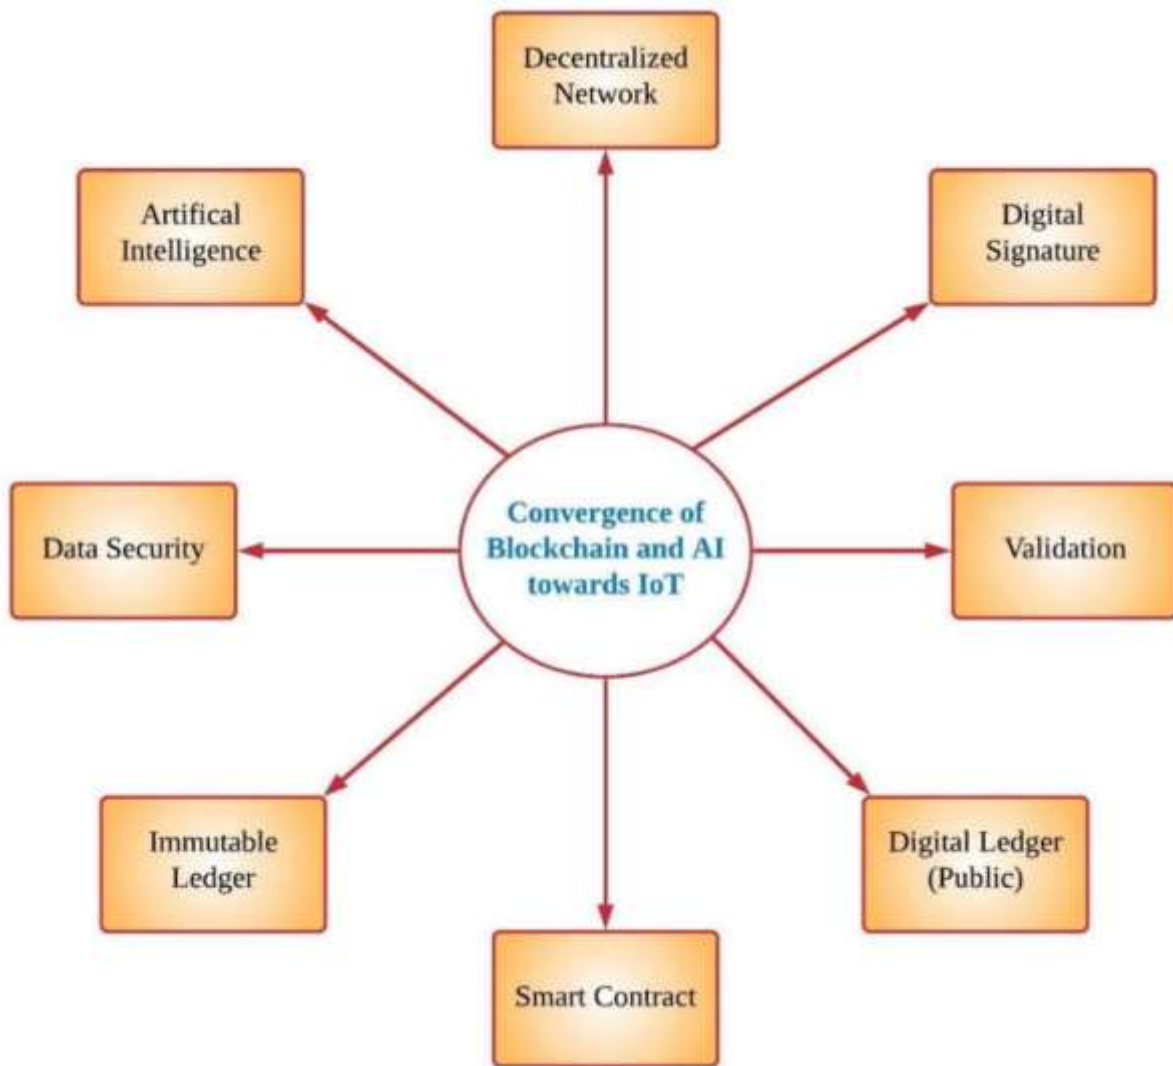 Decentralized
Network
Artifical
Intelligence
Digital
Signature
Convergence of
Blockchain and AI
towards IoT
Data Security
Validation
Immutable
Ledger
Digital Ledger
(Public)
Smart Contract